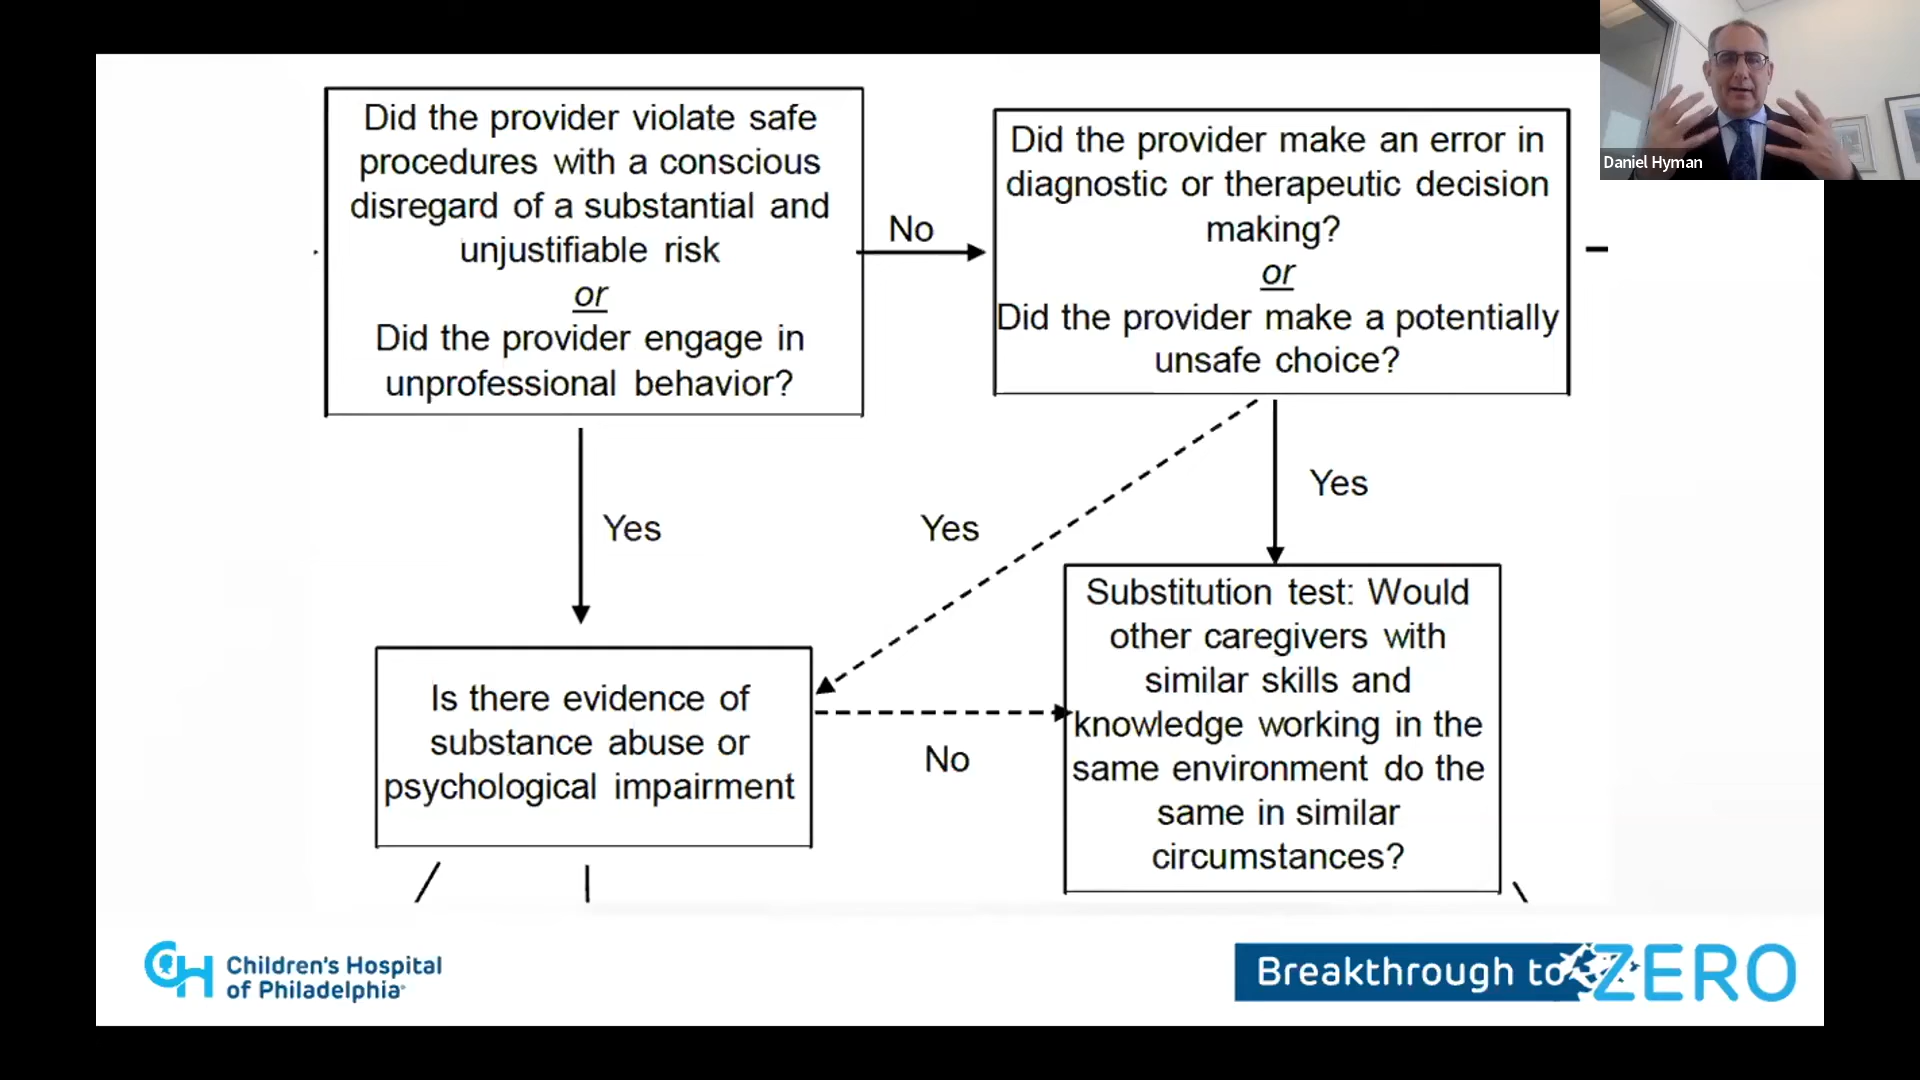 Did the provider violate safe
procedures with a conscious
disregard of a substantial and
unjustifiable risk
or
Did the provider engage in
unprofessional behavior?
No
Did the provider make an error in
diagnostic or therapeutic decision
making?
or
Did the provider make a potentially
unsafe choice?
Daniel Hyman
Yes
Yes
Yes
Is there evidence of
substance abuse or
psychological impairment
No
Substitution test: Would
other caregivers with
similar skills and
knowledge working in the
same environment do the
same in similar
circumstances?
CH
Children's Hospital
of Philadelphia
Breakthrough to ZERO